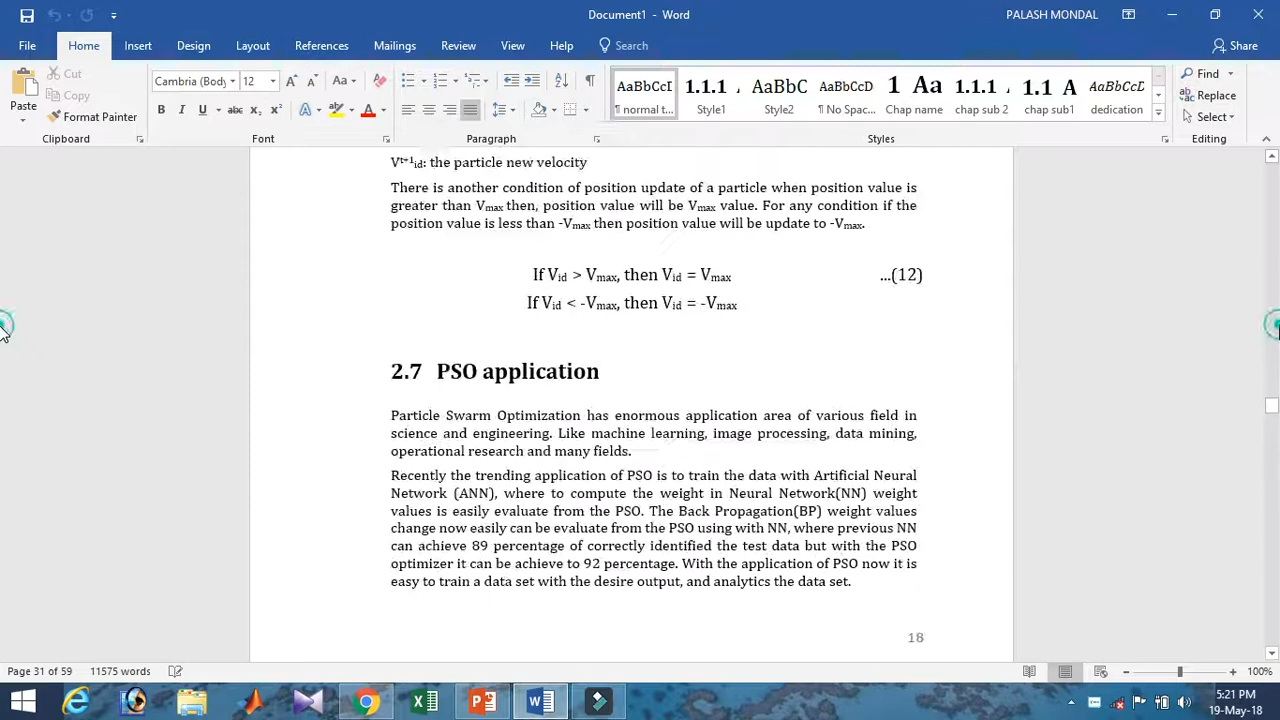 Document1 - Word
PALASH MONDAL
File Home Insert Design Layout References Mailings Review View Help Search Share
Paste
Cut
Copy
Format Painter
Clipboard
Cambria (Body 12
Font
Paragraph
AaBbCcI 1.1.1 A AaBbC AaBbCc 1 Aa 1.1.1 A 1.1 A AaBbCcD
¶ normal t... Style1 Style2 ¶ No Spac... Chap name chap sub 2 chap sub1 dedication
Styles
Find
Replace
Select
Editing
Vt+1id: the particle new velocity
There is another condition of position update of a particle when position value is
greater than Vmax then, position value will be Vmax value. For any condition if the
position value is less than -Vmax then position value will be update to -Vmax.
If Vid > Vmax, then Vid = Vmax ...(12)
If Vid < -Vmax, then Vid = -Vmax
2.7 PSO application
Particle Swarm Optimization has enormous application area of various field in
science and engineering. Like machine learning, image processing, data mining,
operational research and many fields.
Recently the trending application of PSO is to train the data with Artificial Neural
Network (ANN), where to compute the weight in Neural Network(NN) weight
values is easily evaluate from the PSO. The Back Propagation(BP) weight values
change now easily can be evaluate from the PSO using with NN, where previous NN
can achieve 89 percentage of correctly identified the test data but with the PSO
optimizer it can be achieve to 92 percentage. With the application of PSO now it is
easy to train a data set with the desire output, and analytics the data set.
18
Page 31 of 59 11575 words 100%
5:21 PM
19-May-18